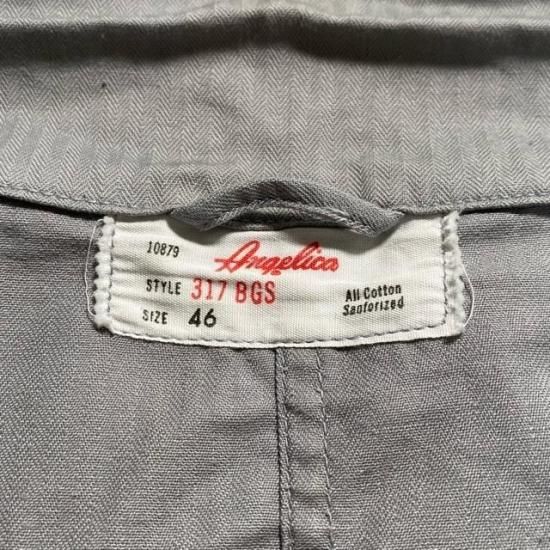 10879 Angelica
STYLE 317 BGS
All Cotton
Sanforized
SIZE 46